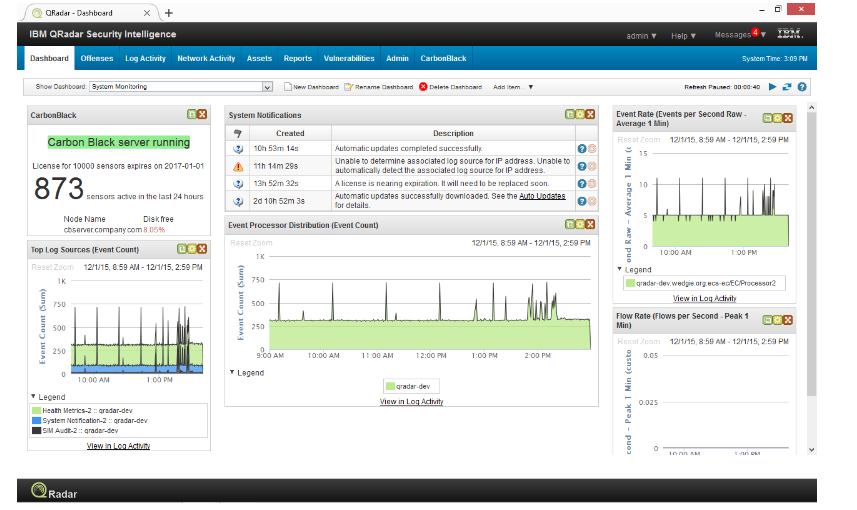 QRadar - Dashboard
IBM QRadar Security Intelligence
admin ▼ Help ▼ Messages 4 ▼ IBM.
Dashboard Offenses Log Activity Network Activity Assets Reports Vulnerabilities Admin CarbonBlack
System Time: 3:09 PM
Show Dashboard: System Monitoring New Dashboard Rename Dashboard Delete Dashboard Add Item... ▼ Refresh Paused: 00:00:40
CarbonBlack
Carbon Black server running
License for 10000 sensors expires on 2017-01-01
873 sensors active in the last 24 hours
Node Name Disk free
cbserver.company.com 8.05%
Top Log Sources (Event Count)
Reset Zoom 12/1/15, 8:59 AM - 12/1/15, 2:59 PM
Event Count (Sum)
1K
750
500
250
0
10:00 AM 1:00 PM
▼ Legend
Health Metrics-2 :: qradar-dev
System Notification-2 :: qradar-dev
SIM Audit-2 :: qradar-dev
View in Log Activity
System Notifications
Created Description
10h 53m 14s Automatic updates completed successfully.
11h 14m 29s Unable to determine associated log source for IP address. Unable to
automatically detect the associated log source for IP address.
13h 52m 32s A license is nearing expiration. It will need to be replaced soon.
2d 10h 52m 3s Automatic updates successfully downloaded. See the Auto Updates
for details.
Event Processor Distribution (Event Count)
Reset Zoom 12/1/15, 8:59 AM - 12/1/15, 2:59 PM
Event Count (Sum)
1K
750
500
250
0
9:00 AM 10:00 AM 11:00 AM 12:00 PM 1:00 PM 2:00 PM
▼ Legend
qradar-dev
View in Log Activity
Event Rate (Events per Second Raw -
Average 1 Min)
Reset Zoom 12/1/15, 8:59 AM - 12/1/15, 2:59 PM
ond Raw - Average 1 Min (c
15
10
5
0
10:00 AM 1:00 PM
▼ Legend
qradar-dev.wedgie.org:ecs-ec/EC/Processor2
View in Log Activity
Flow Rate (Flows per Second - Peak 1
Min)
Reset Zoom 12/1/15, 8:59 AM - 12/1/15, 2:59 PM
cond - Peak 1 Min (custo
0.05
0.025
0
10:00 AM 1:00 PM
QRadar